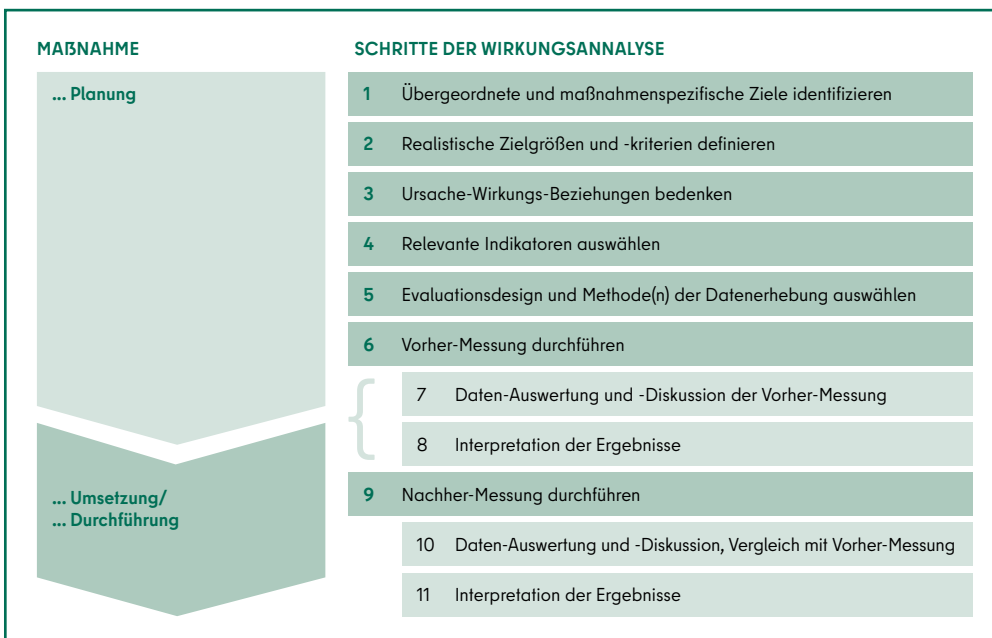 MAẞNAHME
... Planung
... Umsetzung/
... Durchführung
SCHRITTE DER WIRKUNGSANNALYSE
1 Übergeordnete und maßnahmenspezifische Ziele identifizieren
2 Realistische Zielgrößen und -kriterien definieren
3 Ursache-Wirkungs-Beziehungen bedenken
4 Relevante Indikatoren auswählen
5 Evaluationsdesign und Methode(n) der Datenerhebung auswählen
6 Vorher-Messung durchführen
7 Daten-Auswertung und -Diskussion der Vorher-Messung
8 Interpretation der Ergebnisse
9 Nachher-Messung durchführen
10 Daten-Auswertung und -Diskussion, Vergleich mit Vorher-Messung
11 Interpretation der Ergebnisse